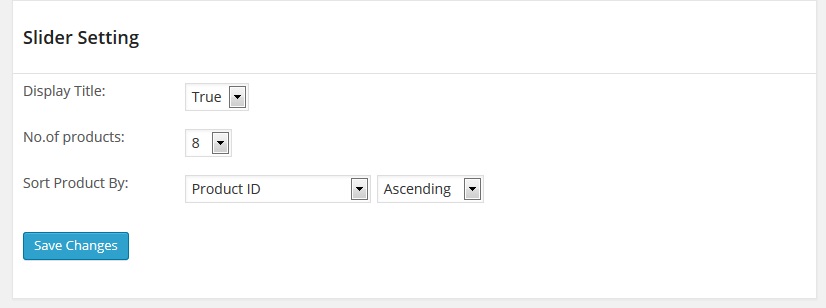 Slider Setting
Display Title: True
No.of products: 8
Sort Product By: Product ID Ascending
Save Changes